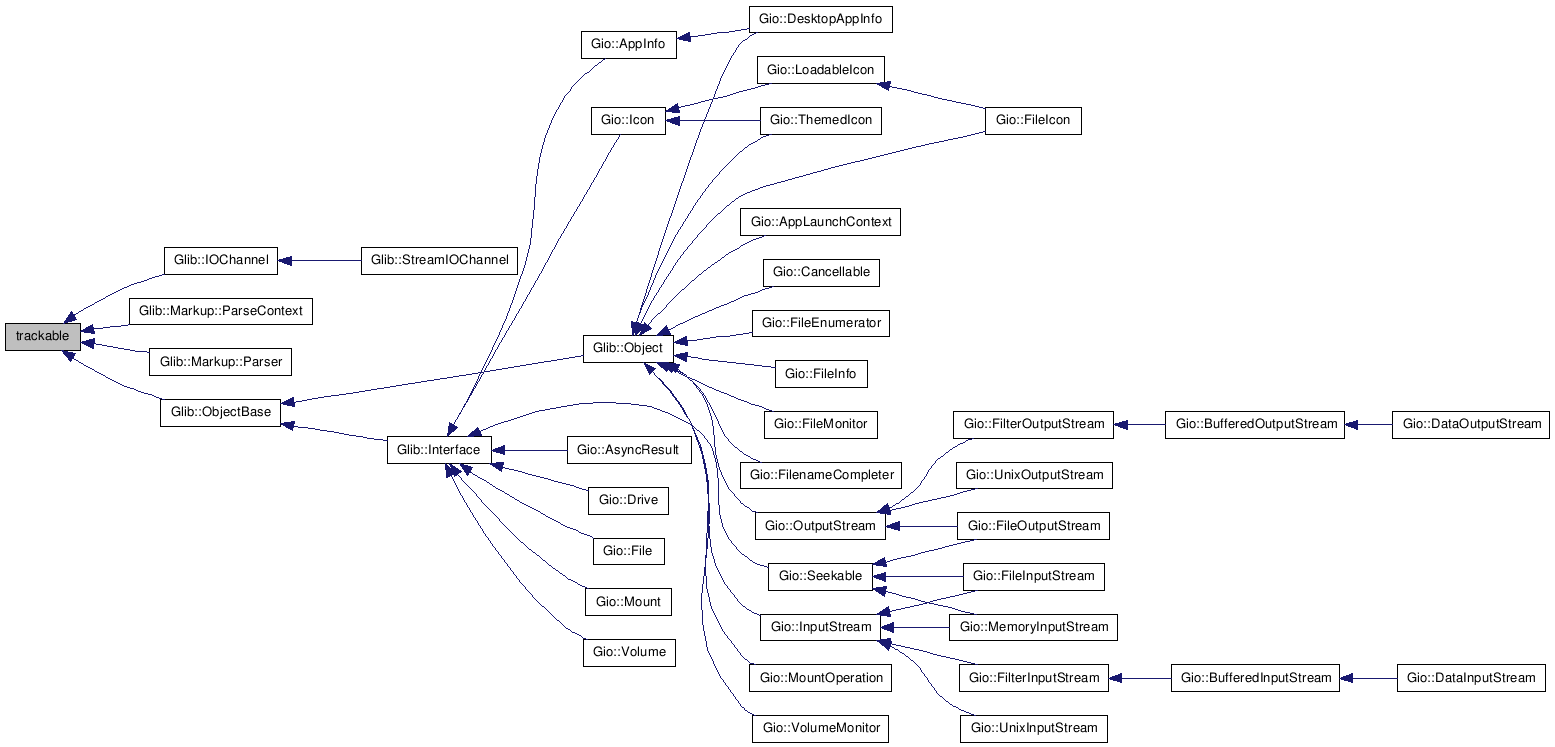 Gio::DesktopAppInfo
Gio::AppInfo
Gio::LoadableIcon
Gio::Icon
Gio::ThemedIcon
Gio::FileIcon
Gio::AppLaunchContext
Glib::IOChannel
Glib::StreamIOChannel
Gio::Cancellable
Glib::Markup::ParseContext
Gio::FileEnumerator
trackable
Glib::Object
Glib::Markup::Parser
Gio::FileInfo
Glib::ObjectBase
Gio::FileMonitor
Gio::FilterOutputStream
Gio::BufferedOutputStream
Gio::DataOutputStream
Glib::Interface
Gio::AsyncResult
Gio::FilenameCompleter
Gio::UnixOutputStream
Gio::Drive
Gio::OutputStream
Gio::FileOutputStream
Gio::File
Gio::Seekable
Gio::FileInputStream
Gio::Mount
Gio::InputStream
Gio::MemoryInputStream
Gio::Volume
Gio::MountOperation
Gio::FilterInputStream
Gio::BufferedInputStream
Gio::DataInputStream
Gio::VolumeMonitor
Gio::UnixInputStream